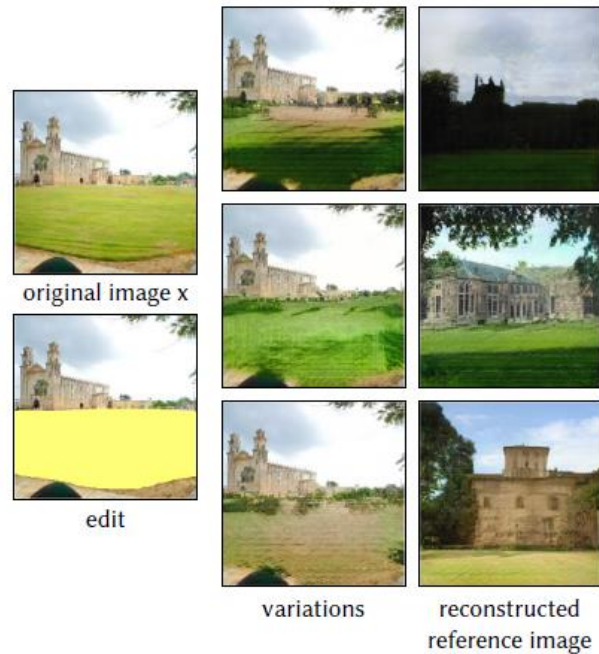 original image x
edit
variations
reconstructed
reference image